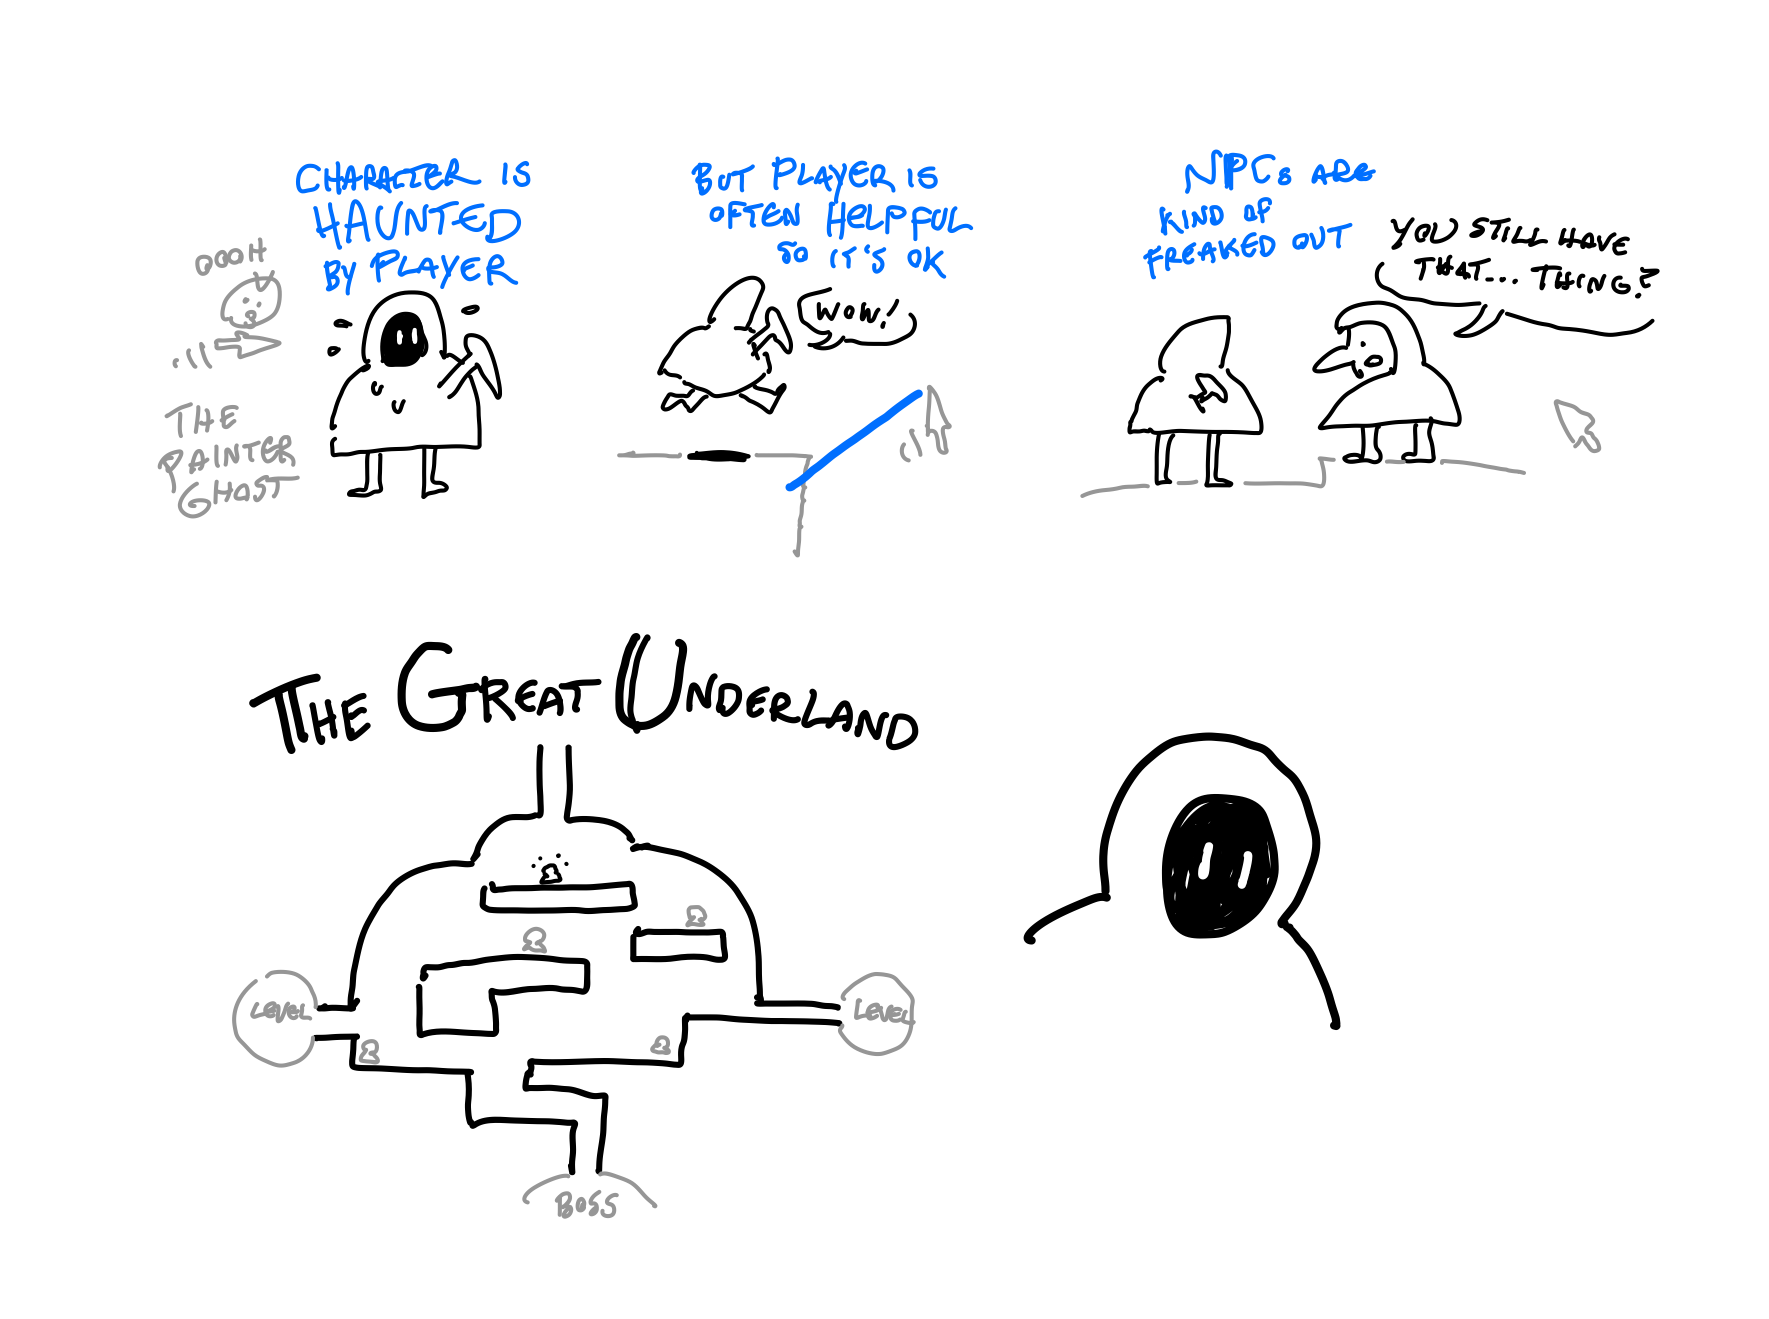 CHARACTER IS
HAUNTED
BY PLAYER
OOOH
THE
PAINTER
GHOST
BUT PLAYER IS
OFTEN HELPFUL
SO IT'S OK
WOW!
NPCs ARE
KIND OF
FREAKED OUT
YOU STILL HAVE
THAT... THING?
THE GREAT UNDERLAND
LEVEL
LEVEL
BOSS